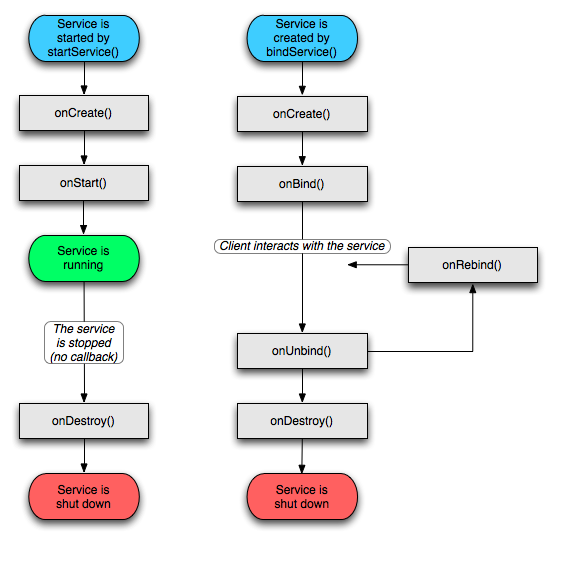 Service is
started by
startService()
onCreate()
onStart()
Service is
running
The service
is stopped
(no callback)
onDestroy()
Service is
shut down
Service is
created by
bindService()
onCreate()
onBind()
Client interacts with the service
onRebind()
onUnbind()
onDestroy()
Service is
shut down